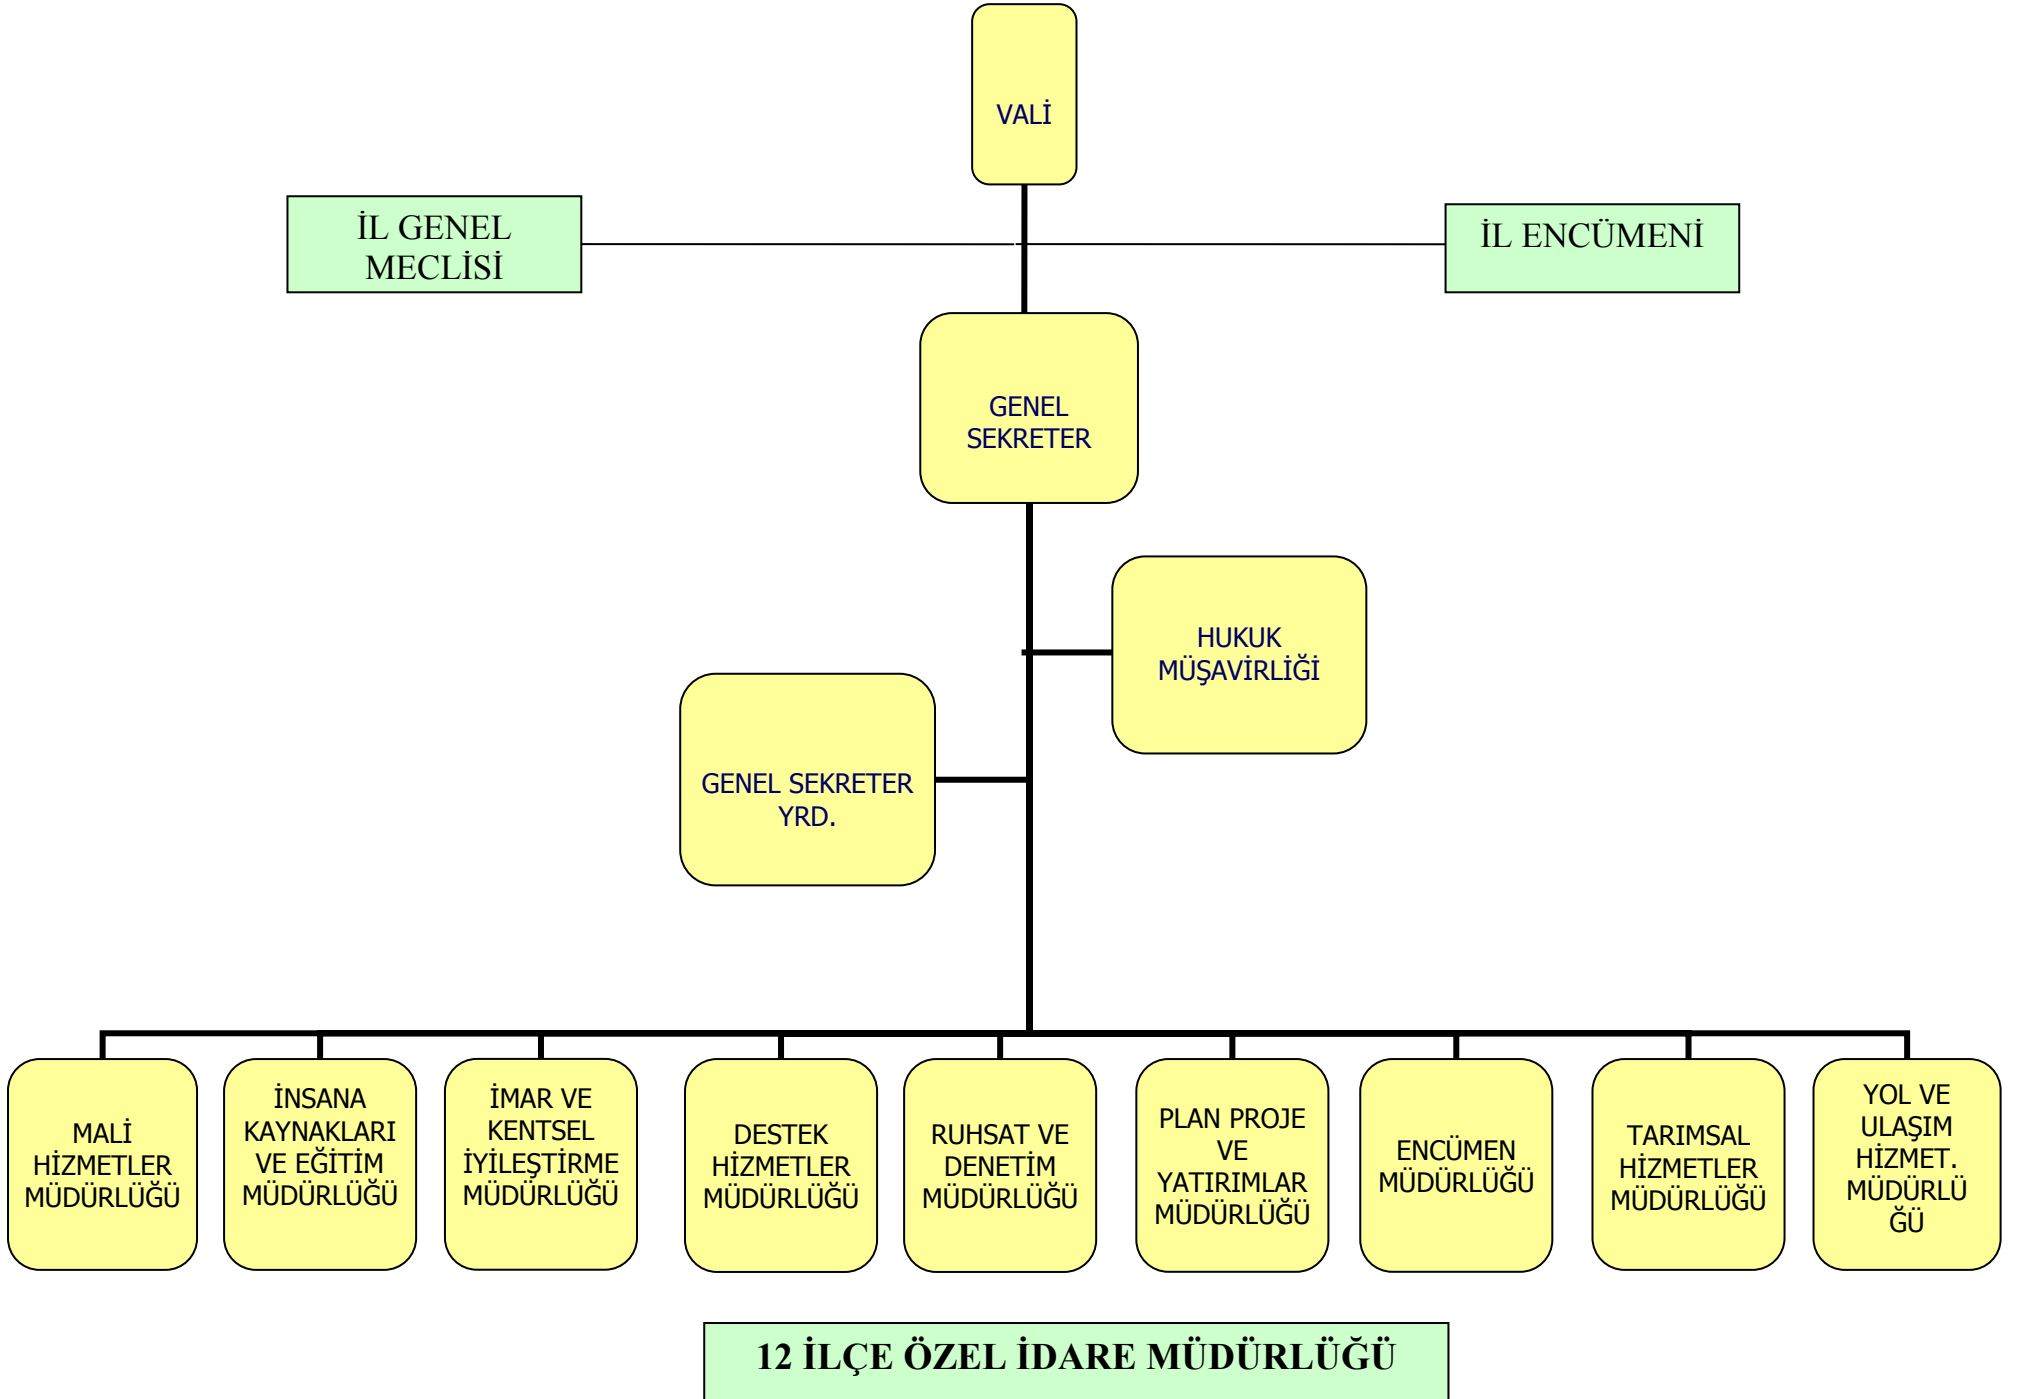 VALİ
İL GENEL
MECLİSİ
İL ENCÜMENİ
GENEL
SEKRETER
HUKUK
MÜŞAVİRLİĞİ
GENEL SEKRETER
YRD.
MALİ
HİZMETLER
MÜDÜRLÜĞÜ
İNSANA
KAYNAKLARI
VE EĞİTİM
MÜDÜRLÜĞÜ
İMAR VE
KENTSEL
İYİLEŞTİRME
MÜDÜRLÜĞÜ
DESTEK
HİZMETLER
MÜDÜRLÜĞÜ
RUHSAT VE
DENETİM
MÜDÜRLÜĞÜ
PLAN PROJE
VE
YATIRIMLAR
MÜDÜRLÜĞÜ
ENCÜMEN
MÜDÜRLÜĞÜ
TARIMSAL
HİZMETLER
MÜDÜRLÜĞÜ
YOL VE
ULAŞIM
HİZMET.
MÜDÜRLÜ
ĞÜ
12 İLÇE ÖZEL İDARE MÜDÜRLÜĞÜ